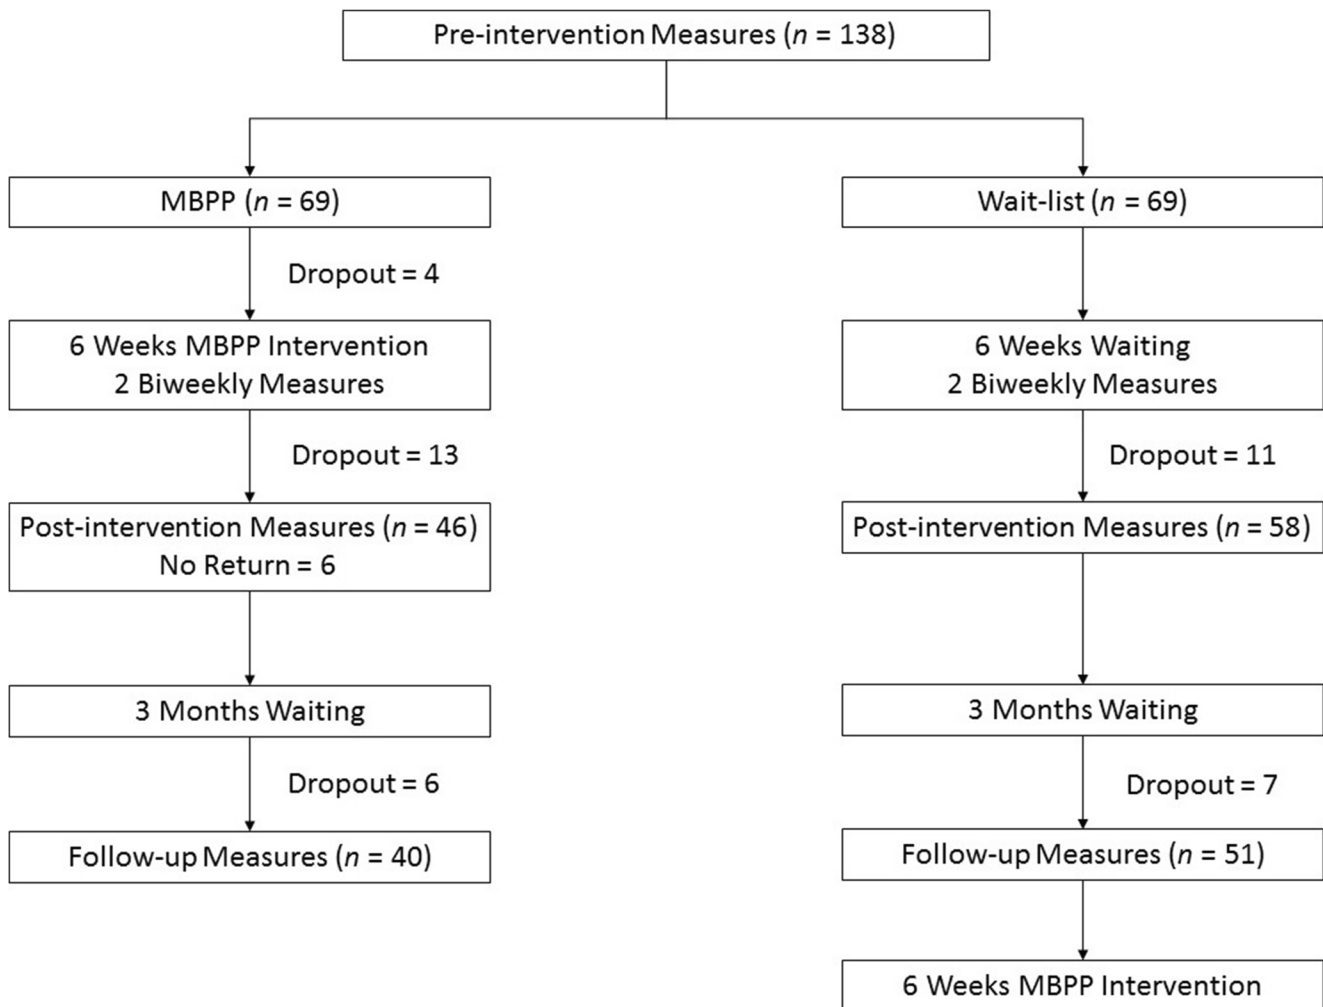 Pre-intervention Measures (n = 138)
MBPP (n = 69)
Wait-list (n = 69)
Dropout = 4
6 Weeks MBPP Intervention
2 Biweekly Measures
6 Weeks Waiting
2 Biweekly Measures
Dropout = 13
Dropout = 11
Post-intervention Measures (n = 46)
No Return = 6
Post-intervention Measures (n = 58)
3 Months Waiting
3 Months Waiting
Dropout = 6
Dropout = 7
Follow-up Measures (n = 40)
Follow-up Measures (n = 51)
6 Weeks MBPP Intervention